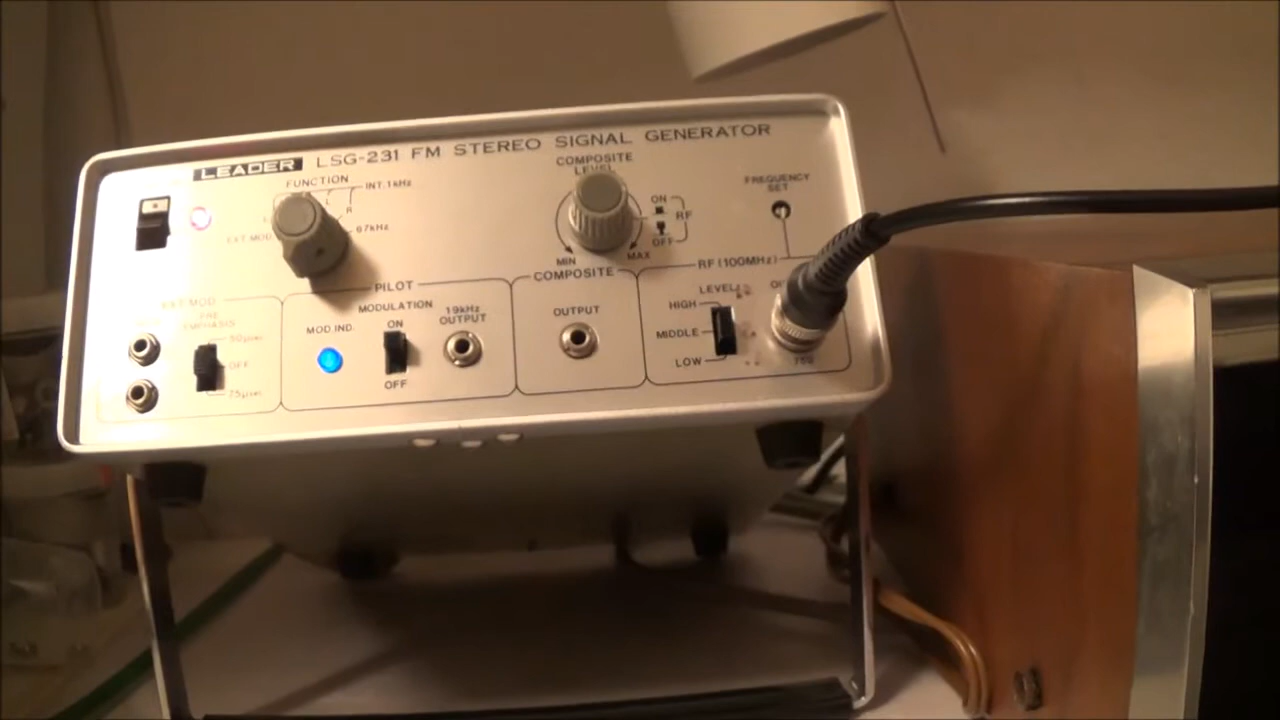 LEADER LSG-231 FM STEREO SIGNAL GENERATOR
FUNCTION
INT.1kHz
L
R
67kHz
EXT.MOD
COMPOSITE
LEVEL
MIN
MAX
ON
RF
OFF
FREQUENCY
SET
EXT.MOD
PRE
EMPHASIS
50μsec
OFF
75μsec
PILOT
MOD.IND.
MODULATION
ON
OFF
19kHz
OUTPUT
COMPOSITE
OUTPUT
RF (100MHz)
LEVEL
HIGH
MIDDLE
LOW
75Ω